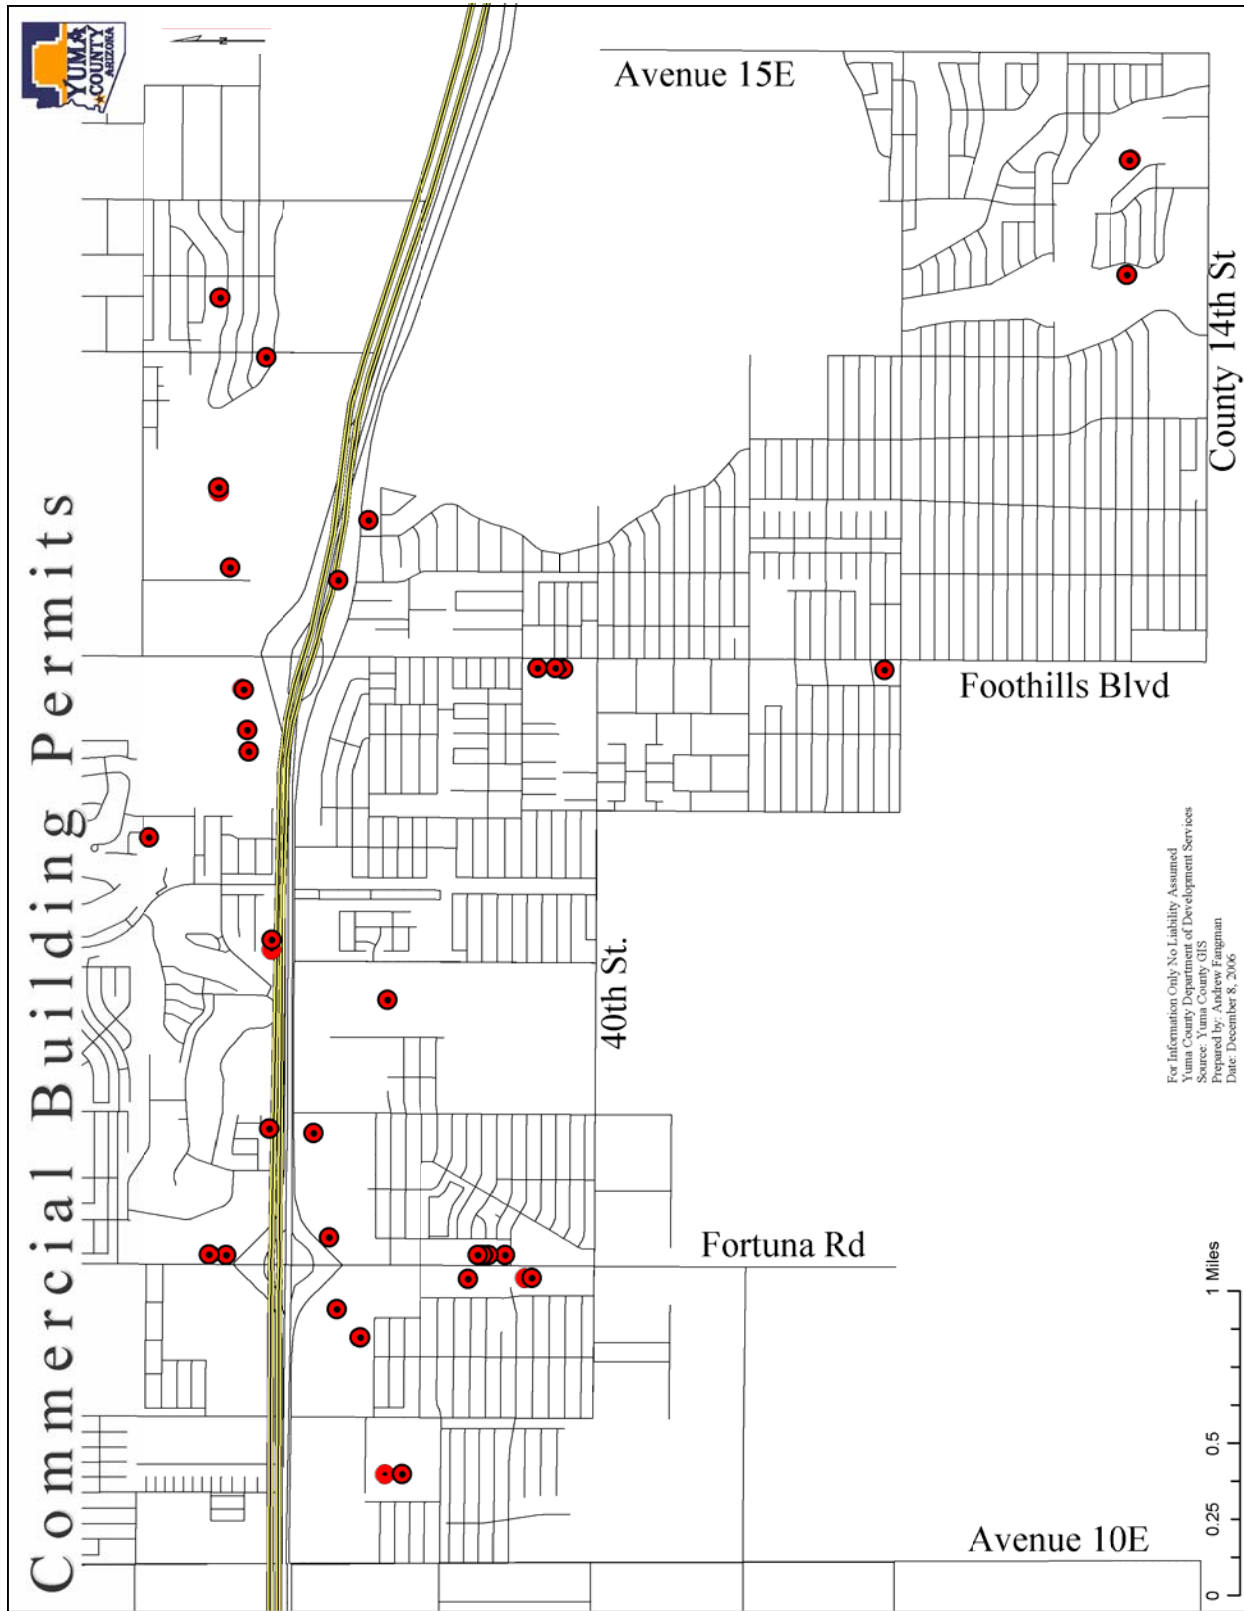 Commercial Building Permits
YUMA
COUNTY
ARIZONA
N
Avenue 15E
County 14th St
Foothills Blvd
40th St.
Fortuna Rd
Avenue 10E
For Information Only No Liability Assumed
Yuma County Department of Development Services
Source: Yuma County GIS
Prepared by: Andrew Fangman
Date: December 8, 2006
0 0.25 0.5 1 Miles